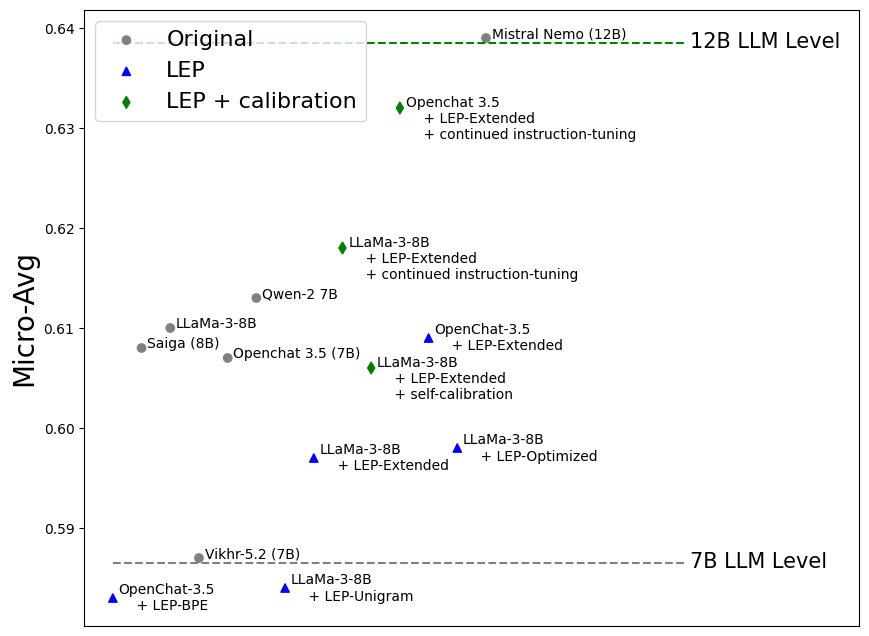 0.64
0.63
0.62
0.61
0.60
0.59
Micro-Avg
Original
LEP
LEP + calibration
Mistral Nemo (12B)
12B LLM Level
Openchat 3.5
+ LEP-Extended
+ continued instruction-tuning
LLaMa-3-8B
+ LEP-Extended
+ continued instruction-tuning
Qwen-2 7B
LLaMa-3-8B
Saiga (8B)
Openchat 3.5 (7B)
OpenChat-3.5
+ LEP-Extended
LLaMa-3-8B
+ LEP-Extended
+ self-calibration
LLaMa-3-8B
+ LEP-Extended
LLaMa-3-8B
+ LEP-Optimized
Vikhr-5.2 (7B)
7B LLM Level
OpenChat-3.5
+ LEP-BPE
LLaMa-3-8B
+ LEP-Unigram